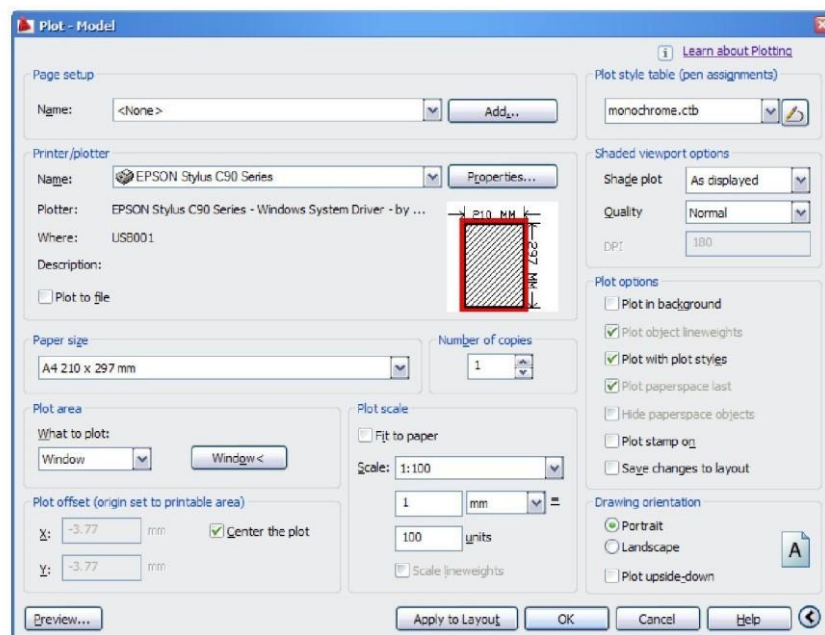 Plot - Model
Learn about Plotting
Page setup
Name: <None> Add...
Plot style table (pen assignments)
monochrome.ctb
Printer/plotter
Name: EPSON Stylus C90 Series Properties...
Plotter: EPSON Stylus C90 Series - Windows System Driver - by ...
Where: USB001
Description:
Plot to file
210 MM
297 MM
Shaded viewport options
Shade plot As displayed
Quality Normal
DPI 180
Paper size
A4 210 x 297 mm
Number of copies
1
Plot options
Plot in background
Plot object lineweights
Plot with plot styles
Plot paperspace last
Hide paperspace objects
Plot stamp on
Save changes to layout
Plot area
What to plot:
Window Window<
Plot scale
Fit to paper
Scale: 1:100
1 mm =
100 units
Scale lineweights
Plot offset (origin set to printable area)
X: -3.77 mm Center the plot
Y: -3.77 mm
Drawing orientation
Portrait
Landscape
Plot upside-down
A
Preview... Apply to Layout OK Cancel Help